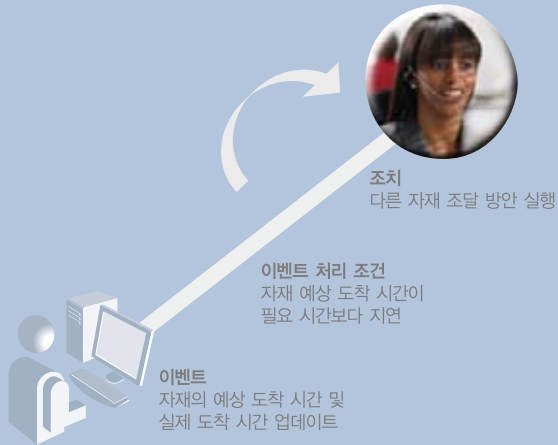 조치
다른 자재 조달 방안 실행
이벤트 처리 조건
자재 예상 도착 시간이
필요 시간보다 지연
이벤트
자재의 예상 도착 시간 및
실제 도착 시간 업데이트